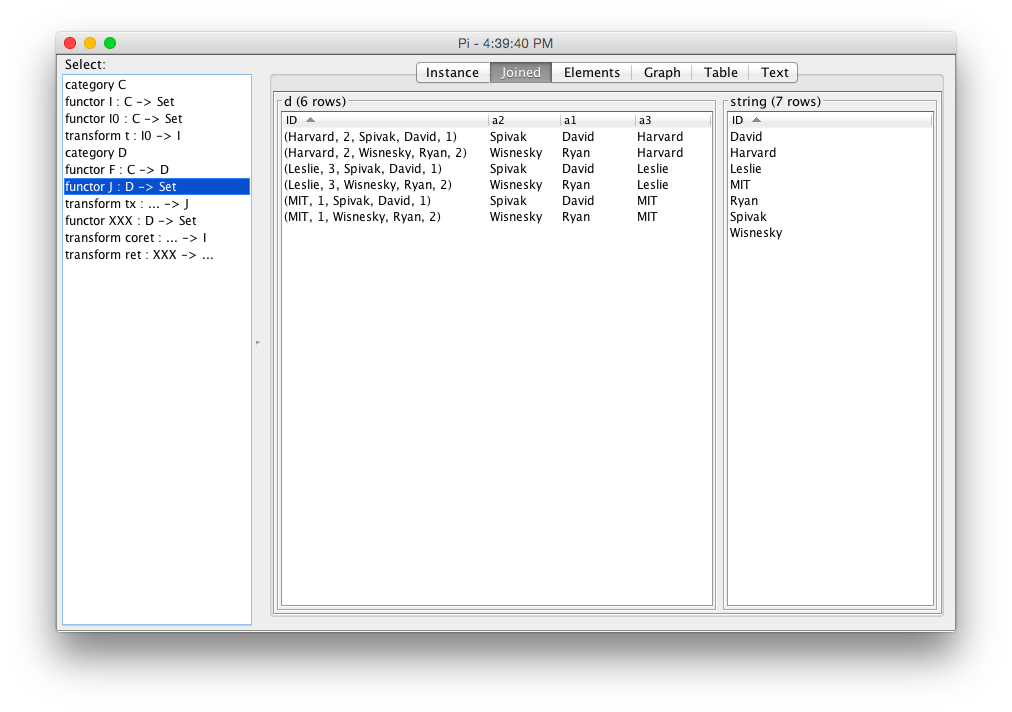 Pi - 4:39:40 PM
Select:
category C
functor I : C -> Set
functor I0 : C -> Set
transform t : I0 -> I
category D
functor F : C -> D
functor J : D -> Set
transform tx : ... -> J
functor XXX : D -> Set
transform coret : ... -> I
transform ret : XXX -> ...
Instance Joined Elements Graph Table Text
d (6 rows)
ID a2 a1 a3
(Harvard, 2, Spivak, David, 1) Spivak David Harvard
(Harvard, 2, Wisnesky, Ryan, 2) Wisnesky Ryan Harvard
(Leslie, 3, Spivak, David, 1) Spivak David Leslie
(Leslie, 3, Wisnesky, Ryan, 2) Wisnesky Ryan Leslie
(MIT, 1, Spivak, David, 1) Spivak David MIT
(MIT, 1, Wisnesky, Ryan, 2) Wisnesky Ryan MIT
string (7 rows)
ID
David
Harvard
Leslie
MIT
Ryan
Spivak
Wisnesky